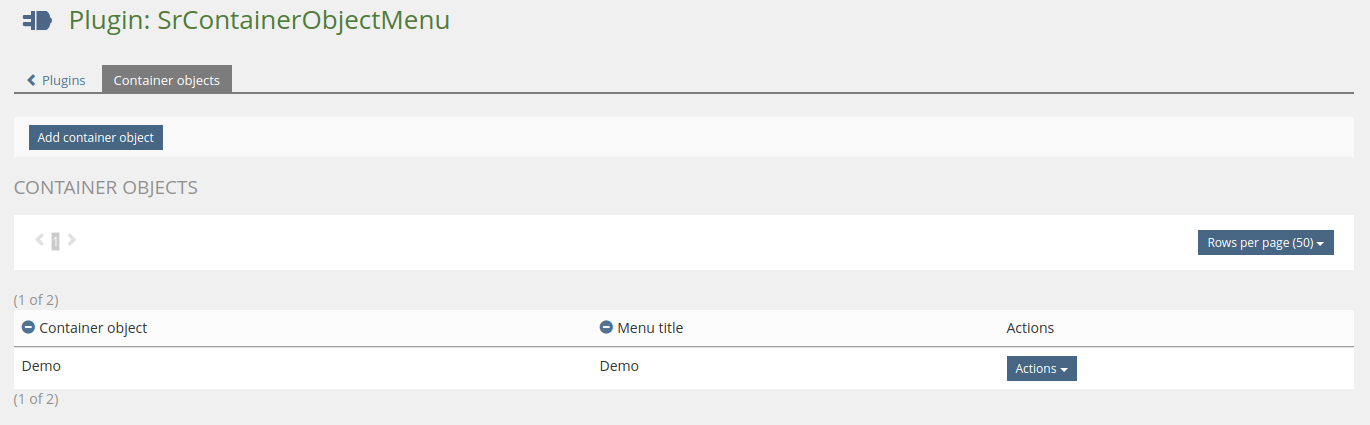 Plugin: SrContainerObjectMenu
Plugins
Container objects
Add container object
CONTAINER OBJECTS
1
Rows per page (50)
(1 of 2)
Container object Menu title Actions
Demo Demo Actions
(1 of 2)